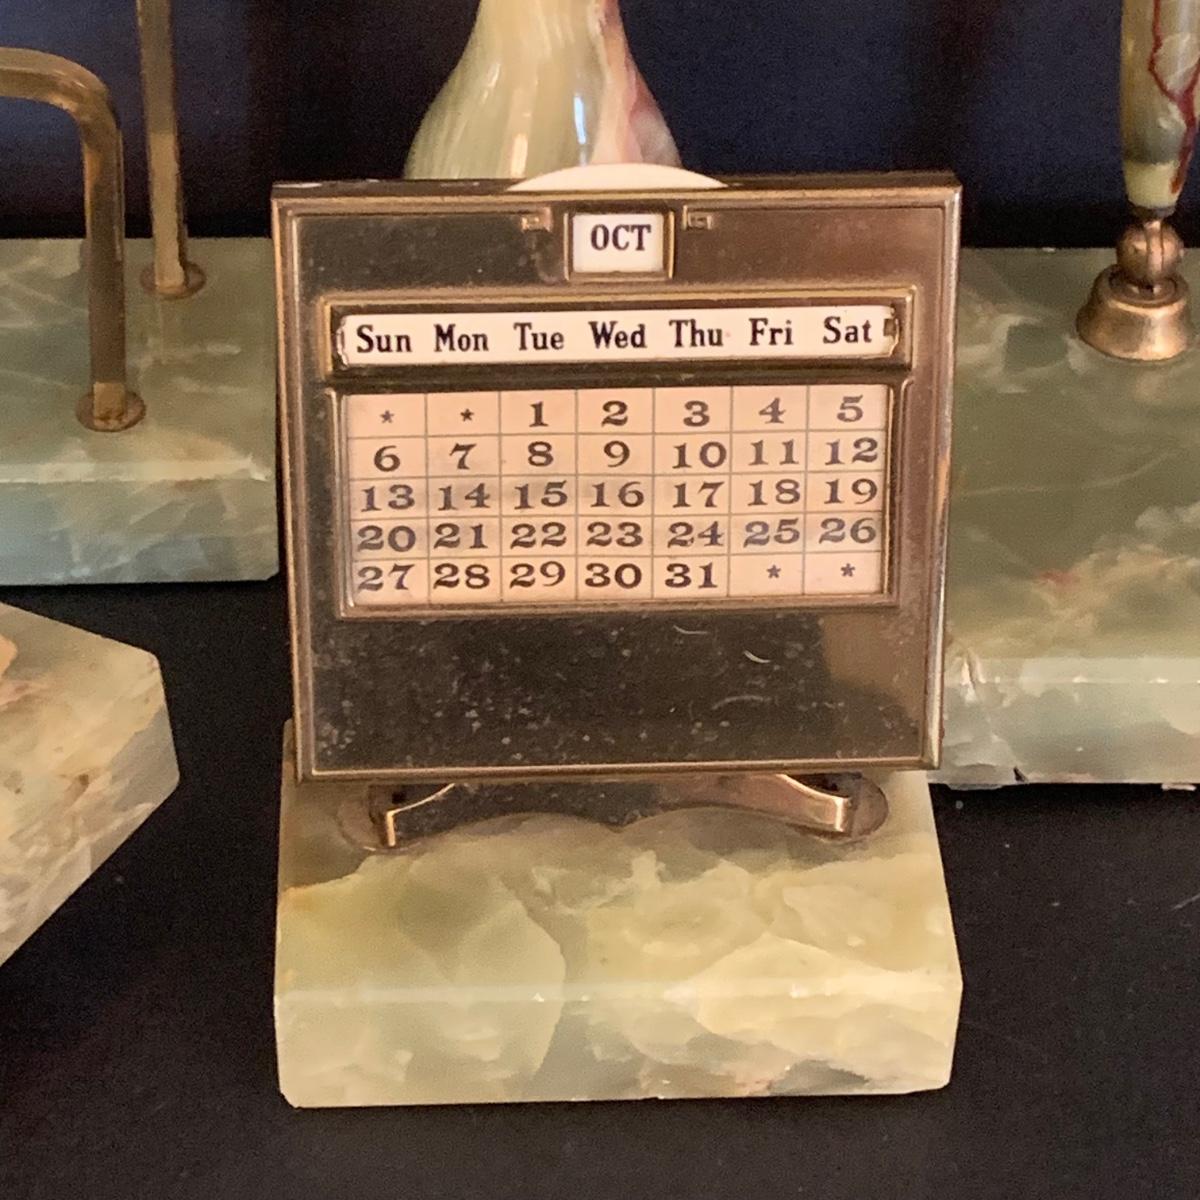 OCT
Sun Mon Tue Wed Thu Fri Sat
* * 1 2 3 4 5
6 7 8 9 10 11 12
13 14 15 16 17 18 19
20 21 22 23 24 25 26
27 28 29 30 31 * *